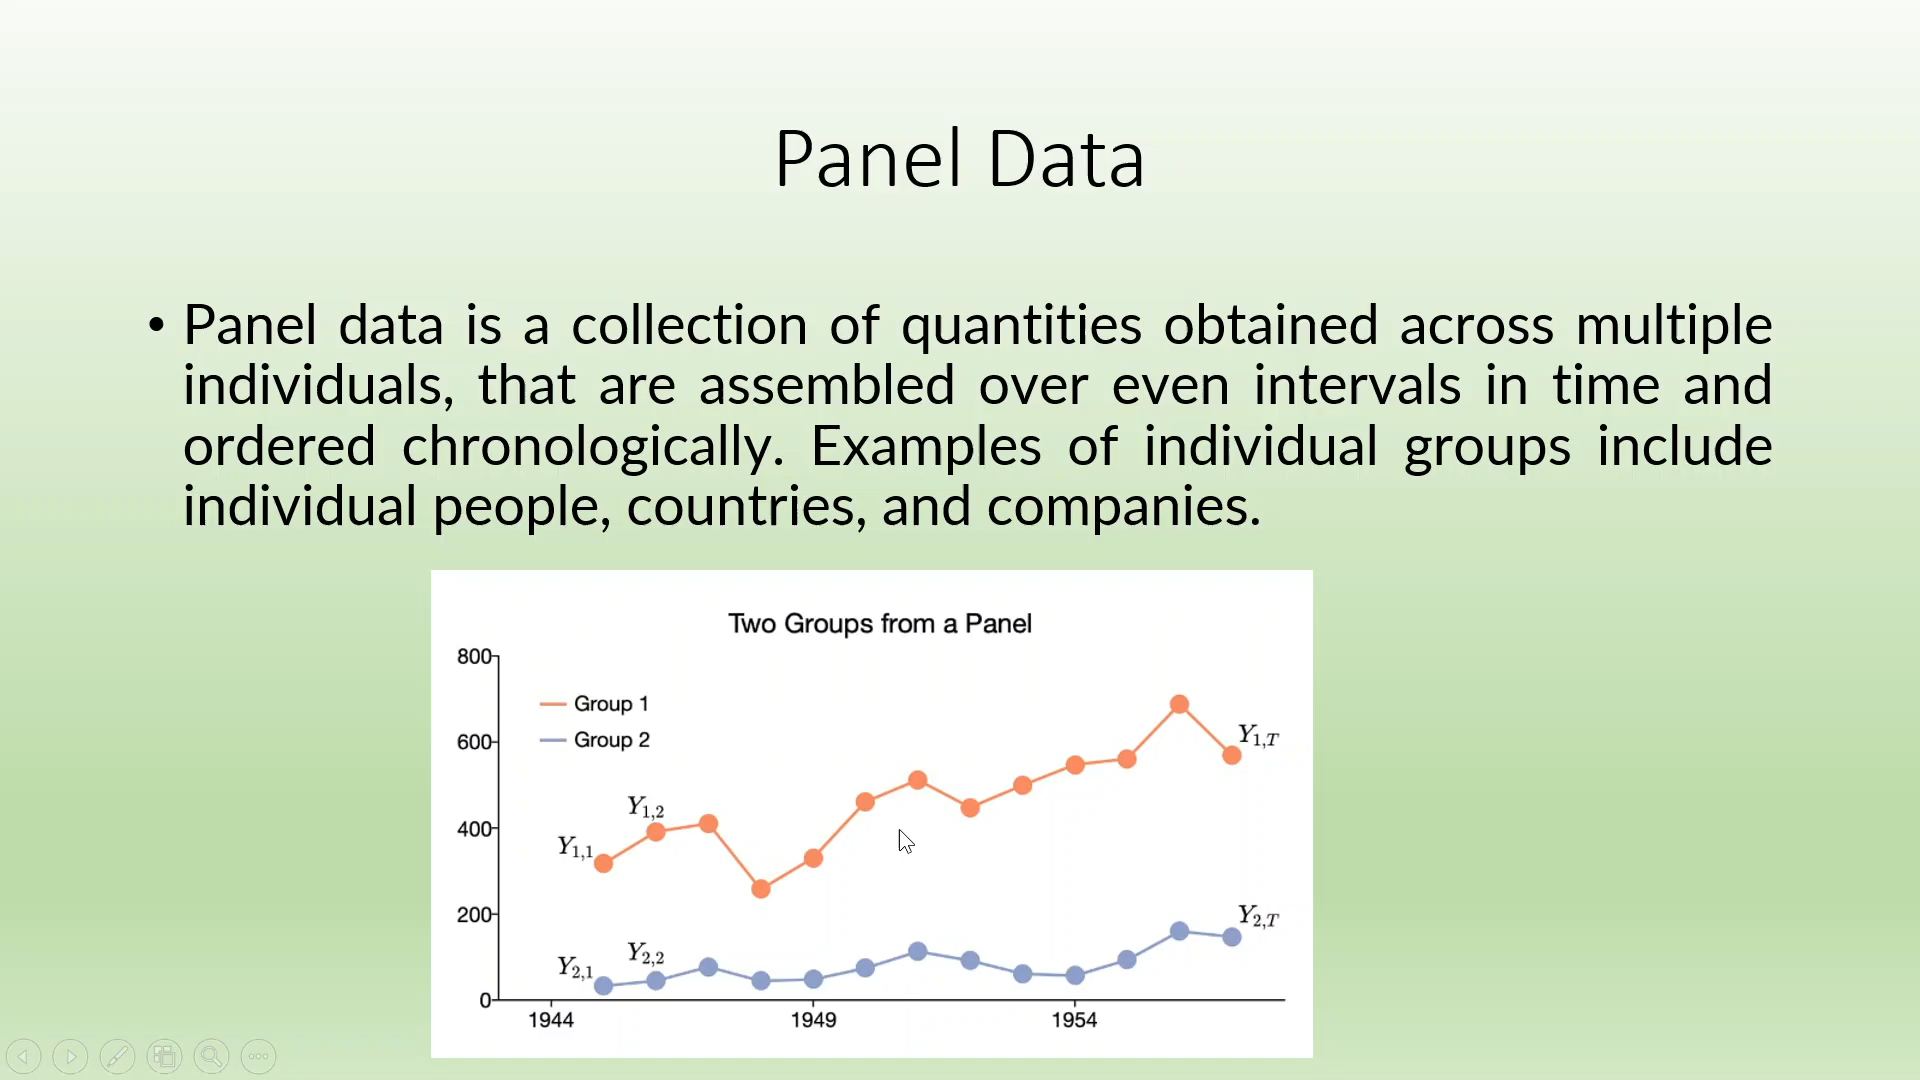 Panel Data
• Panel data is a collection of quantities obtained across multiple
individuals, that are assembled over even intervals in time and
ordered chronologically. Examples of individual groups include
individual people, countries, and companies.
Two Groups from a Panel
800
Group 1
600
Group 2
Y1,T
Y1,2
400
Y1,1
200
Y2,T
Y2,2
Y2,1
0
1944 1949 1954